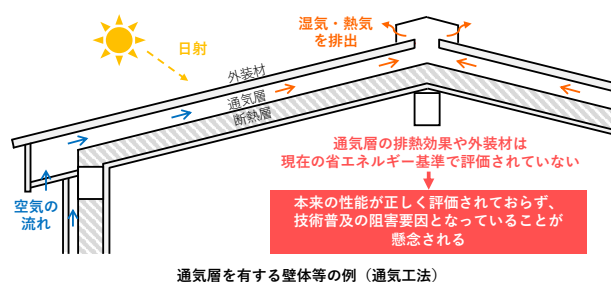 湿気・熱気
を排出
日射
外装材
通気層
断熱層
通気層の排熱効果や外装材は
現在の省エネルギー基準で評価されていない
本来の性能が正しく評価されておらず、
技術普及の阻害要因となっていることが
懸念される
空気の
流れ
通気層を有する壁体等の例（通気工法）